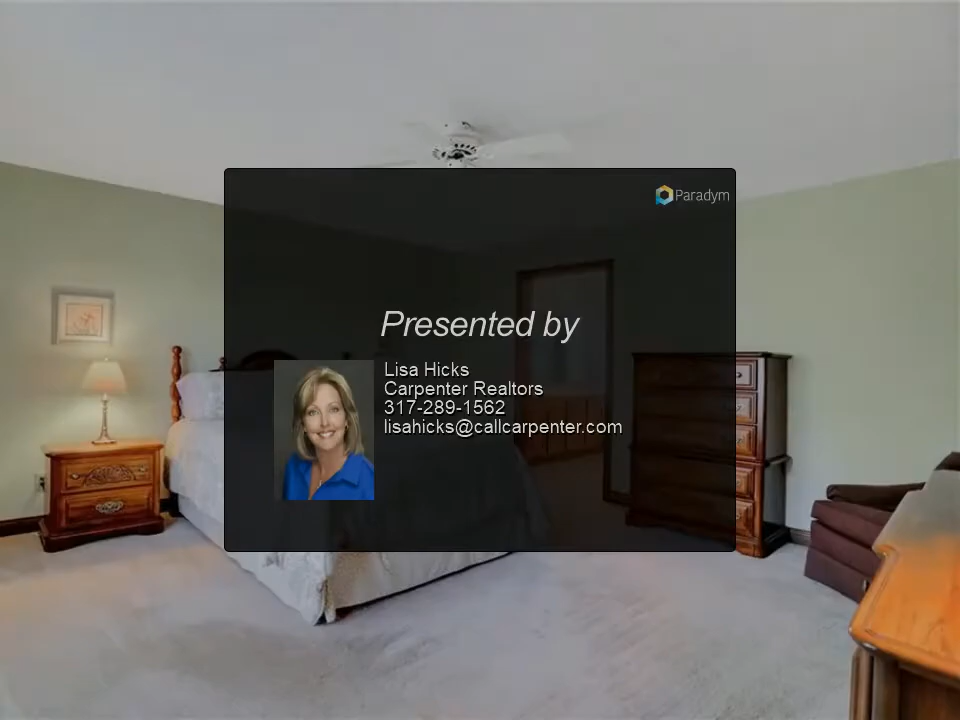 Paradym
Presented by
Lisa Hicks
Carpenter Realtors
317-289-1562
lisahicks@callcarpenter.com